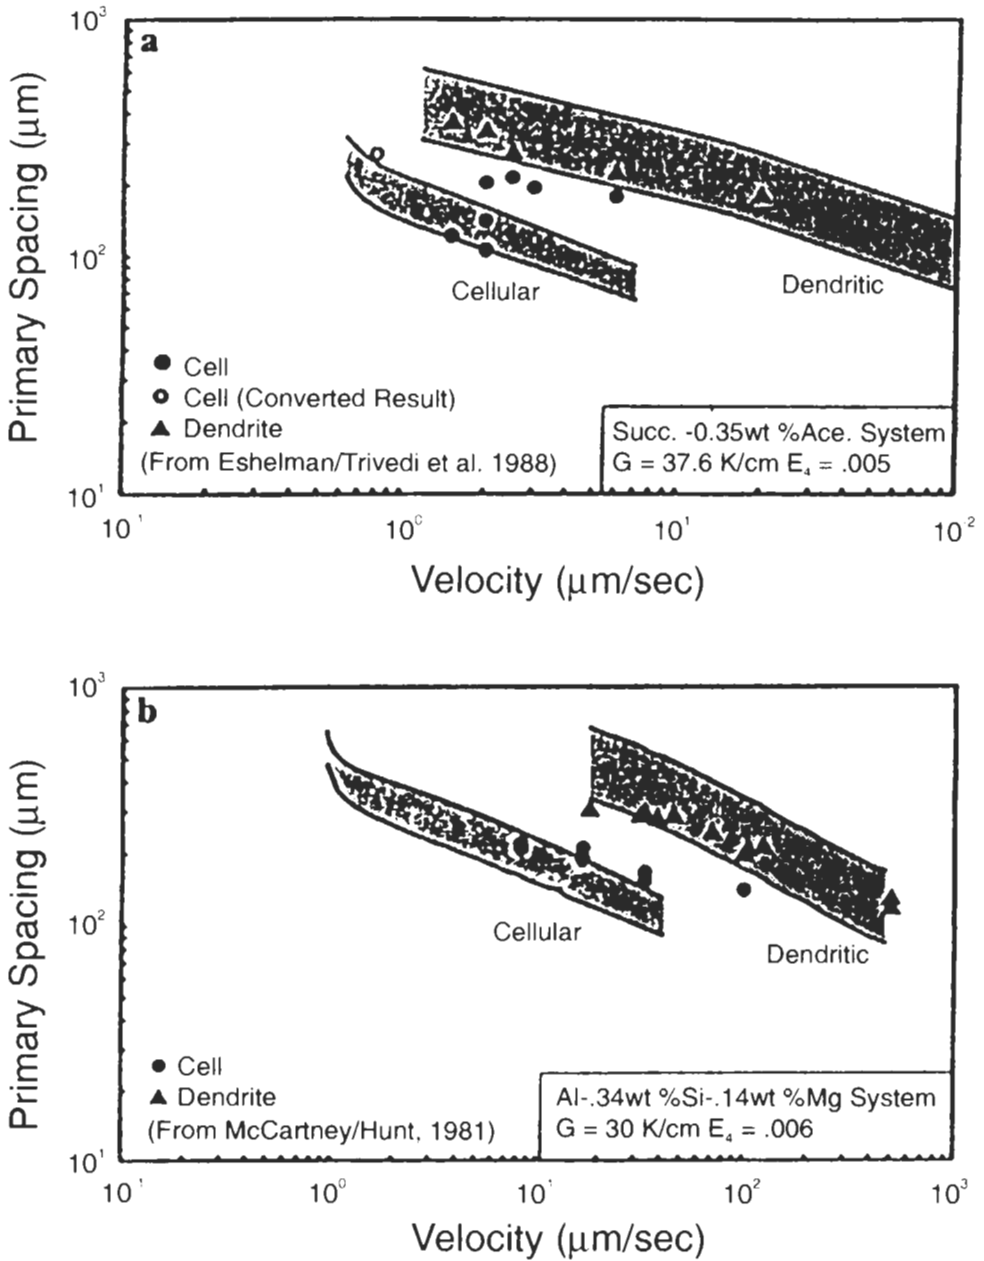 10³
a
Primary Spacing (μm)
10²
Cellular
Dendritic
Cell
Cell (Converted Result)
Dendrite
(From Eshelman/Trivedi et al. 1988)
Succ. -0.35wt %Ace. System
G = 37.6 K/cm E₄ = .005
10¹
10¹ 10⁰ 10¹ 10⁻²
Velocity (μm/sec)
10³
b
Primary Spacing (μm)
10²
Cellular
Dendritic
Cell
Dendrite
(From McCartney/Hunt, 1981)
Al-.34wt %Si-.14wt %Mg System
G = 30 K/cm E₄ = .006
10¹
10¹ 10⁰ 10¹ 10² 10³
Velocity (μm/sec)